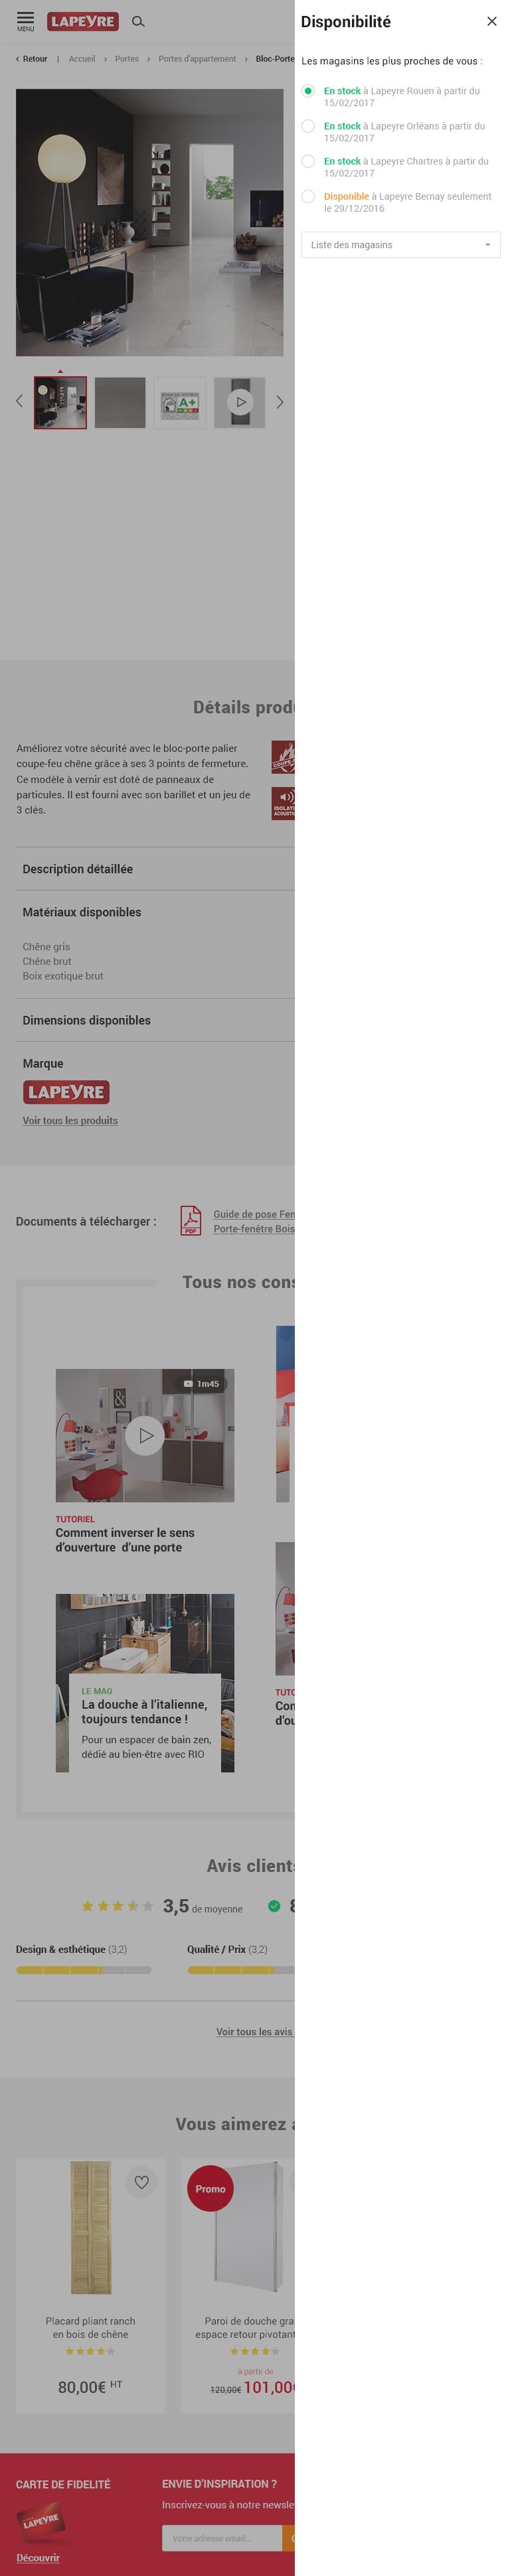 MENU
LAPEYRE
Disponibilité
Les magasins les plus proches de vous :
En stock à Lapeyre Rouen à partir du
15/02/2017
En stock à Lapeyre Orléans à partir du
15/02/2017
En stock à Lapeyre Chartres à partir du
15/02/2017
Disponible à Lapeyre Bernay seulement
le 29/12/2016
Liste des magasins
Retour | Accueil > Portes > Portes d'appartement > Bloc-Porte
A+
Détails prod
Améliorez votre sécurité avec le bloc-porte palier
coupe-feu chêne grâce à ses 3 points de fermeture.
Ce modèle à vernir est doté de panneaux de
particules. Il est fourni avec son barillet et un jeu de
3 clés.
COUPE
ISOLATI
ACOUSTIC
Description détaillée
Matériaux disponibles
Chêne gris
Chêne brut
Boix exotique brut
Dimensions disponibles
Marque
LAPEYRE
Voir tous les produits
Documents à télécharger :
PDF
Guide de pose Fen
Porte-fenêtre Bois
Tous nos cons
&
1m45
TUTORIEL
Comment inverser le sens
d'ouverture d'une porte
LE MAG
La douche à l'italienne,
toujours tendance !
Pour un espacer de bain zen,
dédié au bien-être avec RIO
TUTO
Con
d'ou
Avis clients
3,5 de moyenne
8
Design & esthétique (3,2)
Qualité / Prix (3,2)
Voir tous les avis
Vous aimerez a
Placard pliant ranch
en bois de chêne
80,00€ HT
Promo
Paroi de douche gra
espace retour pivotant
à partir de
120,00€ 101,00€
CARTE DE FIDELITÉ
LAPEYRE
Découvrir
ENVIE D'INSPIRATION ?
Inscrivez-vous à notre newsle
Votre adresse email...